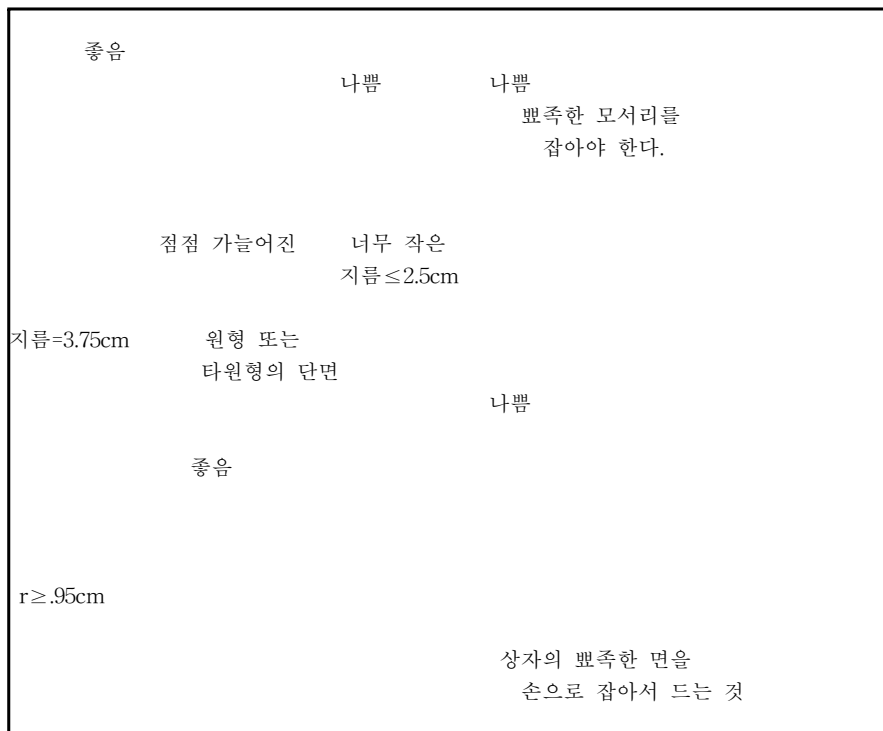 좋음
나쁨 나쁨
뾰족한 모서리를
잡아야 한다.
점점 가늘어진 너무 작은
지름≤2.5cm
지름=3.75cm 원형 또는
타원형의 단면
나쁨
좋음
r≥.95cm
상자의 뾰족한 면을
손으로 잡아서 드는 것